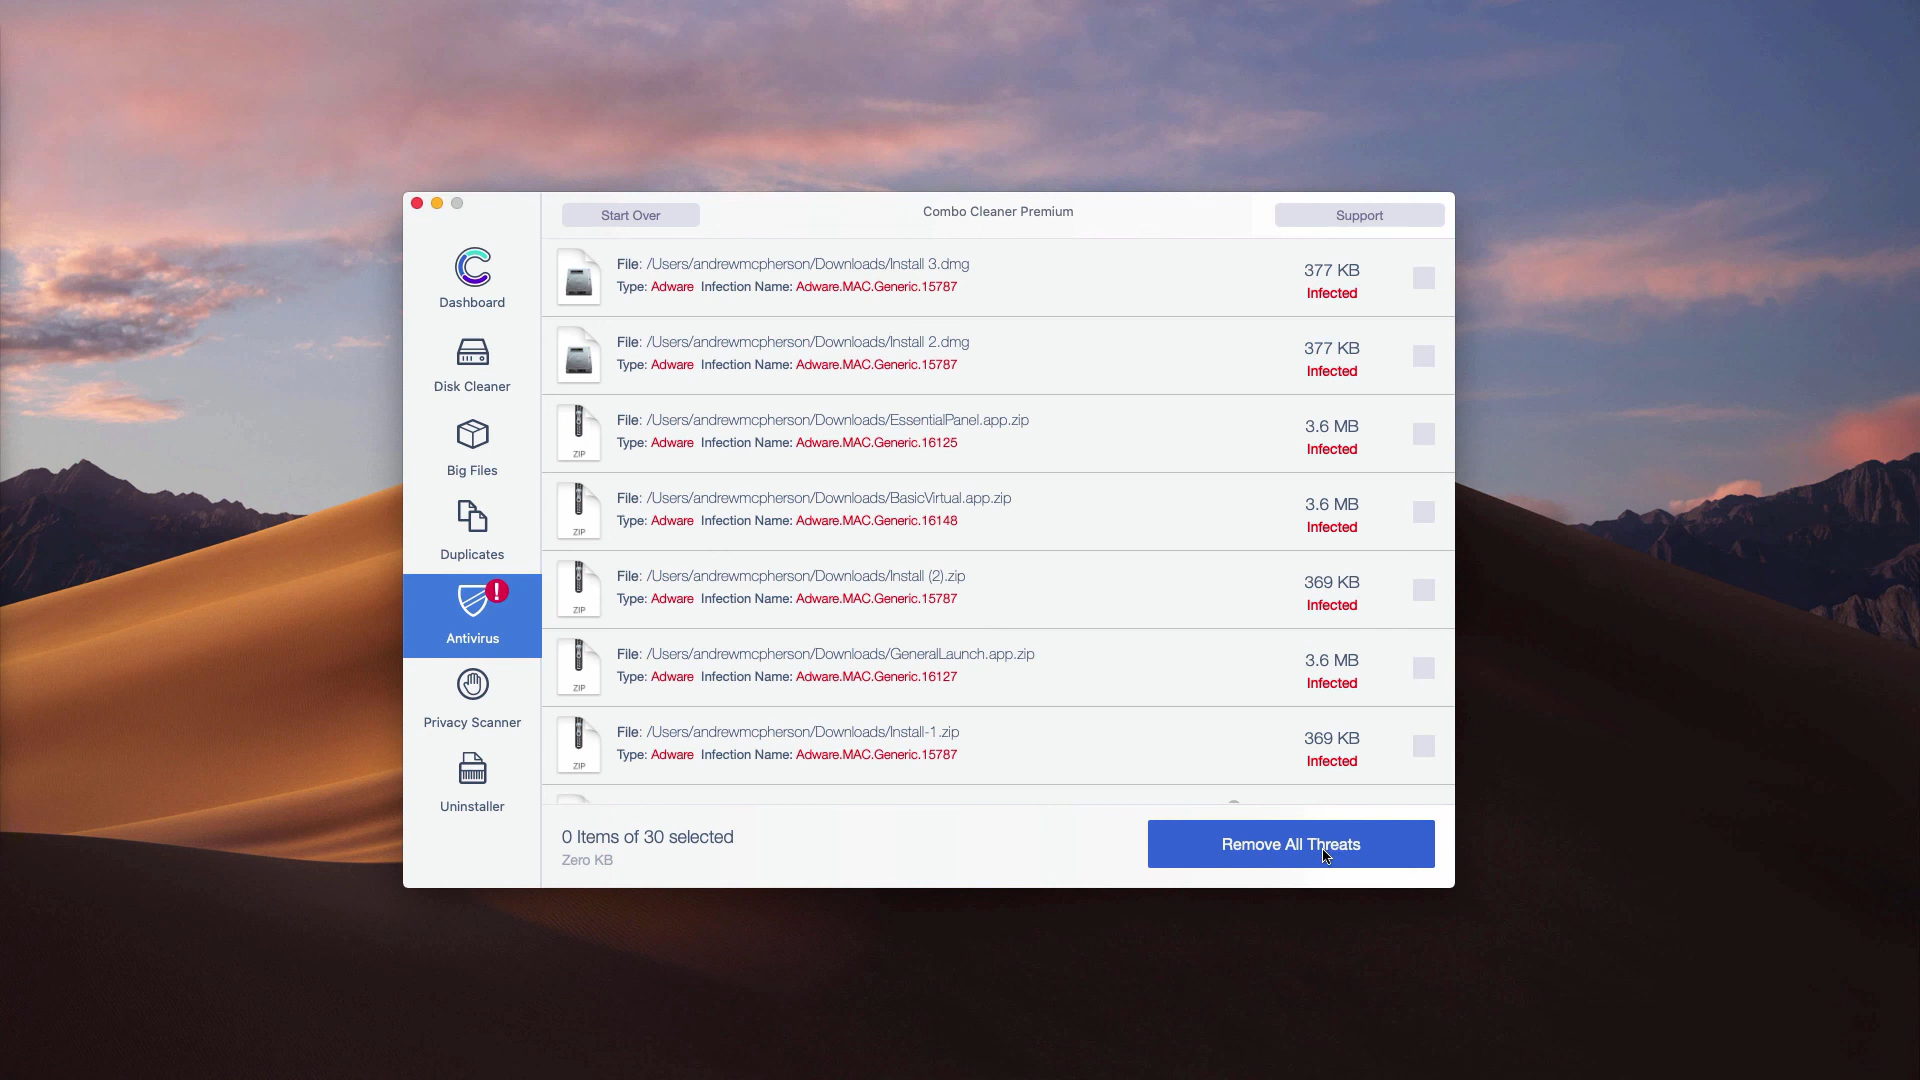 Start Over
Combo Cleaner Premium
Support
Dashboard
Disk Cleaner
Big Files
Duplicates
!
Antivirus
Privacy Scanner
Uninstaller
File: /Users/andrewmcpherson/Downloads/Install 3.dmg
Type: Adware Infection Name: Adware.MAC.Generic.15787
377 KB
Infected
File: /Users/andrewmcpherson/Downloads/Install 2.dmg
Type: Adware Infection Name: Adware.MAC.Generic.15787
377 KB
Infected
ZIP
File: /Users/andrewmcpherson/Downloads/EssentialPanel.app.zip
Type: Adware Infection Name: Adware.MAC.Generic.16125
3.6 MB
Infected
ZIP
File: /Users/andrewmcpherson/Downloads/BasicVirtual.app.zip
Type: Adware Infection Name: Adware.MAC.Generic.16148
3.6 MB
Infected
ZIP
File: /Users/andrewmcpherson/Downloads/Install (2).zip
Type: Adware Infection Name: Adware.MAC.Generic.15787
369 KB
Infected
ZIP
File: /Users/andrewmcpherson/Downloads/GeneralLaunch.app.zip
Type: Adware Infection Name: Adware.MAC.Generic.16127
3.6 MB
Infected
ZIP
File: /Users/andrewmcpherson/Downloads/Install-1.zip
Type: Adware Infection Name: Adware.MAC.Generic.15787
369 KB
Infected
ZIP
0 Items of 30 selected
Zero KB
Remove All Threats